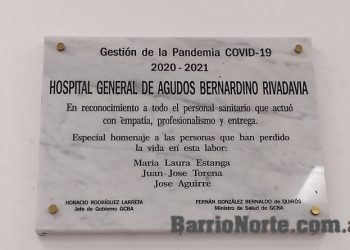 Gestión de la Pandemia COVID-19
2020-2021
HOSPITAL GENERAL DE AGUDOS BERNARDINO RIVADAVIA
En reconocimiento a todo el personal sanitario que actuó
con empatía, profesionalismo y entrega.
Especial homenaje a las personas que han perdido
la vida en esta labor:
Maria Laura Estanga
Juan Jose Torena
Jose Aguirre
HORACIO RODRÍGUEZ LARRETA
Jefe de Gobierno GCBA
FERNÁN GONZÁLEZ BERNALDO de QUIRÓS
Ministro de Salud de GCBA
BarrioNorte.com.a